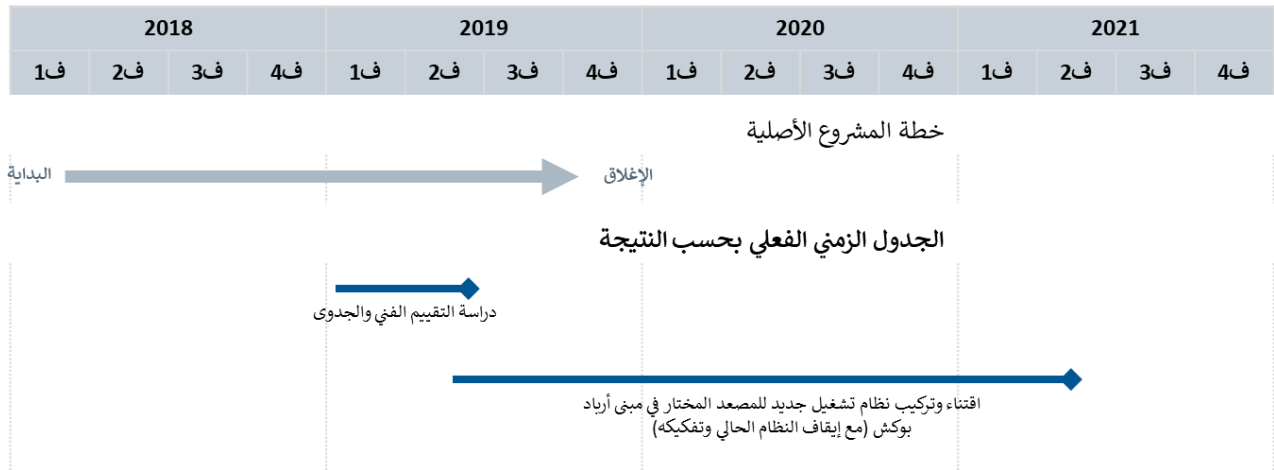 2018 2019 2020 2021
ف1 ف2 ف3 ف4 ف1 ف2 ف3 ف4 ف1 ف2 ف3 ف4 ف1 ف2 ف3 ف4
خطة المشروع الأصلية
البداية الإغلاق
الجدول الزمني الفعلي بحسب النتيجة
دراسة التقييم الفني والجدوى
اقتناء وتركيب نظام تشغيل جديد للمصعد المختار في مبنى أرباد
بوكش (مع إيقاف النظام الحالي وتفكيكه)